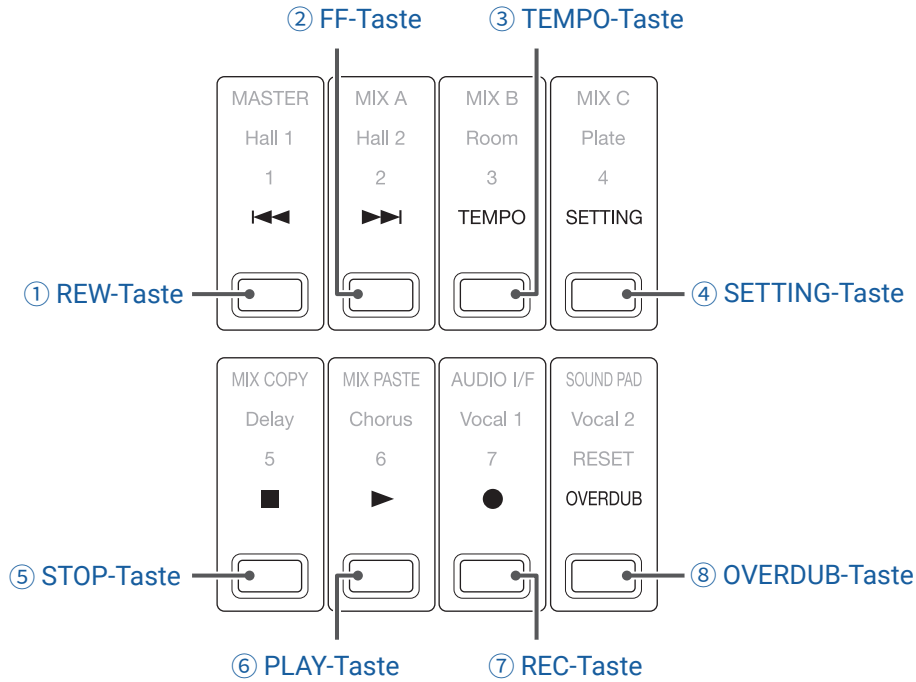 ② FF-Taste
③ TEMPO-Taste
MASTER
MIX A
MIX B
MIX C
Hall 1
Hall 2
Room
Plate
1
2
3
4
TEMPO
SETTING
① REW-Taste
④ SETTING-Taste
MIX COPY
MIX PASTE
AUDIO I/F
SOUND PAD
Delay
Chorus
Vocal 1
Vocal 2
5
6
7
RESET
OVERDUB
⑤ STOP-Taste
⑧ OVERDUB-Taste
⑥ PLAY-Taste
⑦ REC-Taste